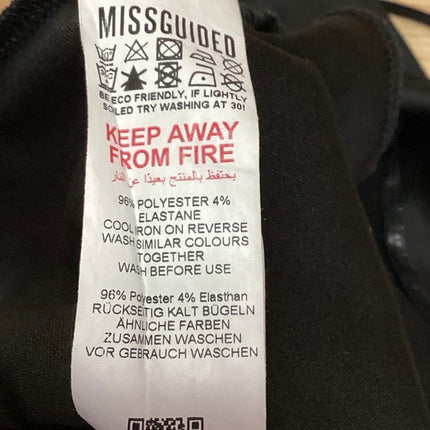 MISSGUIDED
BE ECO FRIENDLY, IF LIGHTLY
SOILED TRY WASHING AT 30!
KEEP AWAY
FROM FIRE
يحتفظ بالمنتج بعيدًا عن النار
96% POLYESTER 4%
ELASTANE
COOL IRON ON REVERSE
WASH SIMILAR COLOURS
TOGETHER
WASH BEFORE USE
96% Polyester 4% Elasthan
RÜCKSEITIG KALT BÜGELN
ÄHNLICHE FARBEN
ZUSAMMEN WASCHEN
VOR GEBRAUCH WASCHEN